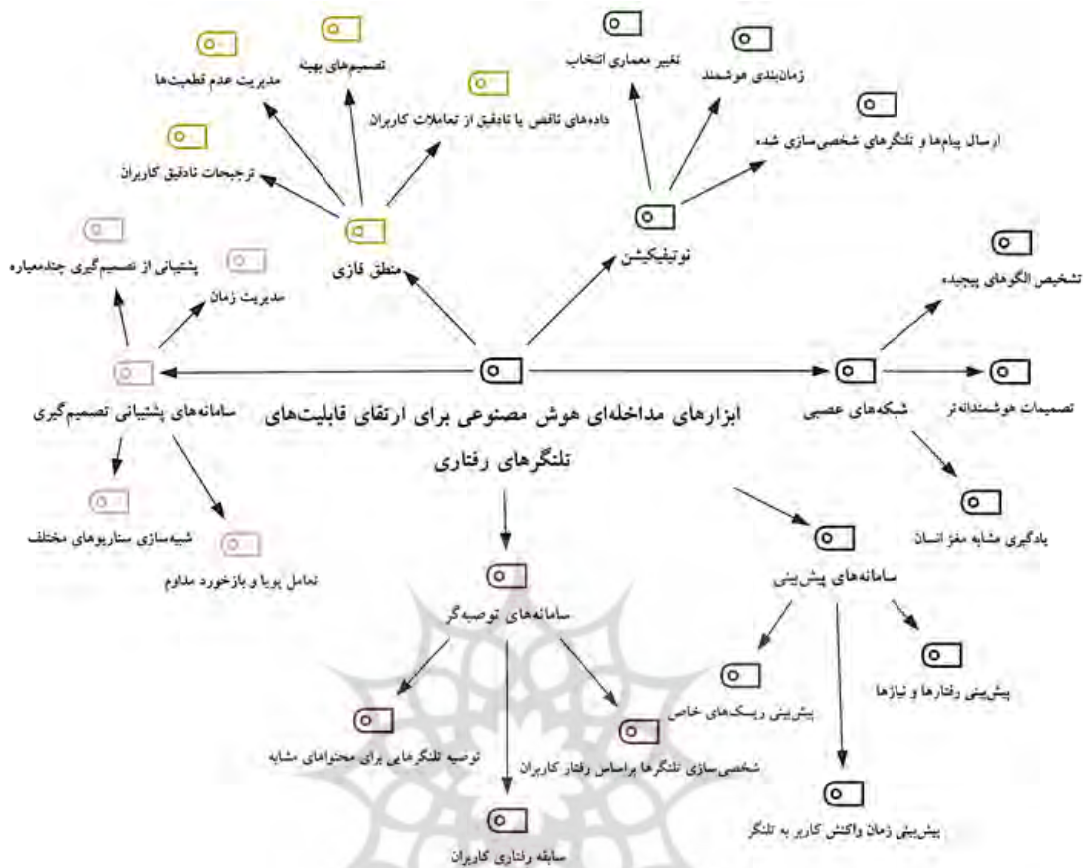 تغییر معماری انتخاب
زمان‌بندی هوشمند
تصمیم‌های بهینه
مدیریت عدم قطعیت‌ها
داده‌های ناقص یا نادقیق از تعاملات کاربران
ارسال پیام‌ها و تلنگرهای شخصی‌سازی شده
ترجیحات نادقیق کاربران
نوتیفیکیشن
منطق فازی
پشتیبانی از تصمیم‌گیری چندمعیاره
تشخیص الگوهای پیچیده
مدیریت زمان
تصمیمات هوشمندانه‌تر
شبکه‌های عصبی
ابزارهای مداخله‌ای هوش مصنوعی برای ارتقای قابلیت‌های
تلنگرهای رفتاری
سامانه‌های پشتیبانی تصمیم‌گیری
یادگیری مشابه مغز انسان
شبیه‌سازی سناریوهای مختلف
سامانه‌های پیش‌بینی
تعامل پویا و بازخورد مداوم
سامانه‌های توصیه‌گر
پیش‌بینی رفتارها و نیازها
پیش‌بینی ریسک‌های خاص
توصیه تلنگرهایی برای محتواهای مشابه
شخصی‌سازی تلنگرها براساس رفتار کاربران
پیش‌بینی زمان واکنش کاربر به تلنگر
سابقه رفتاری کاربران